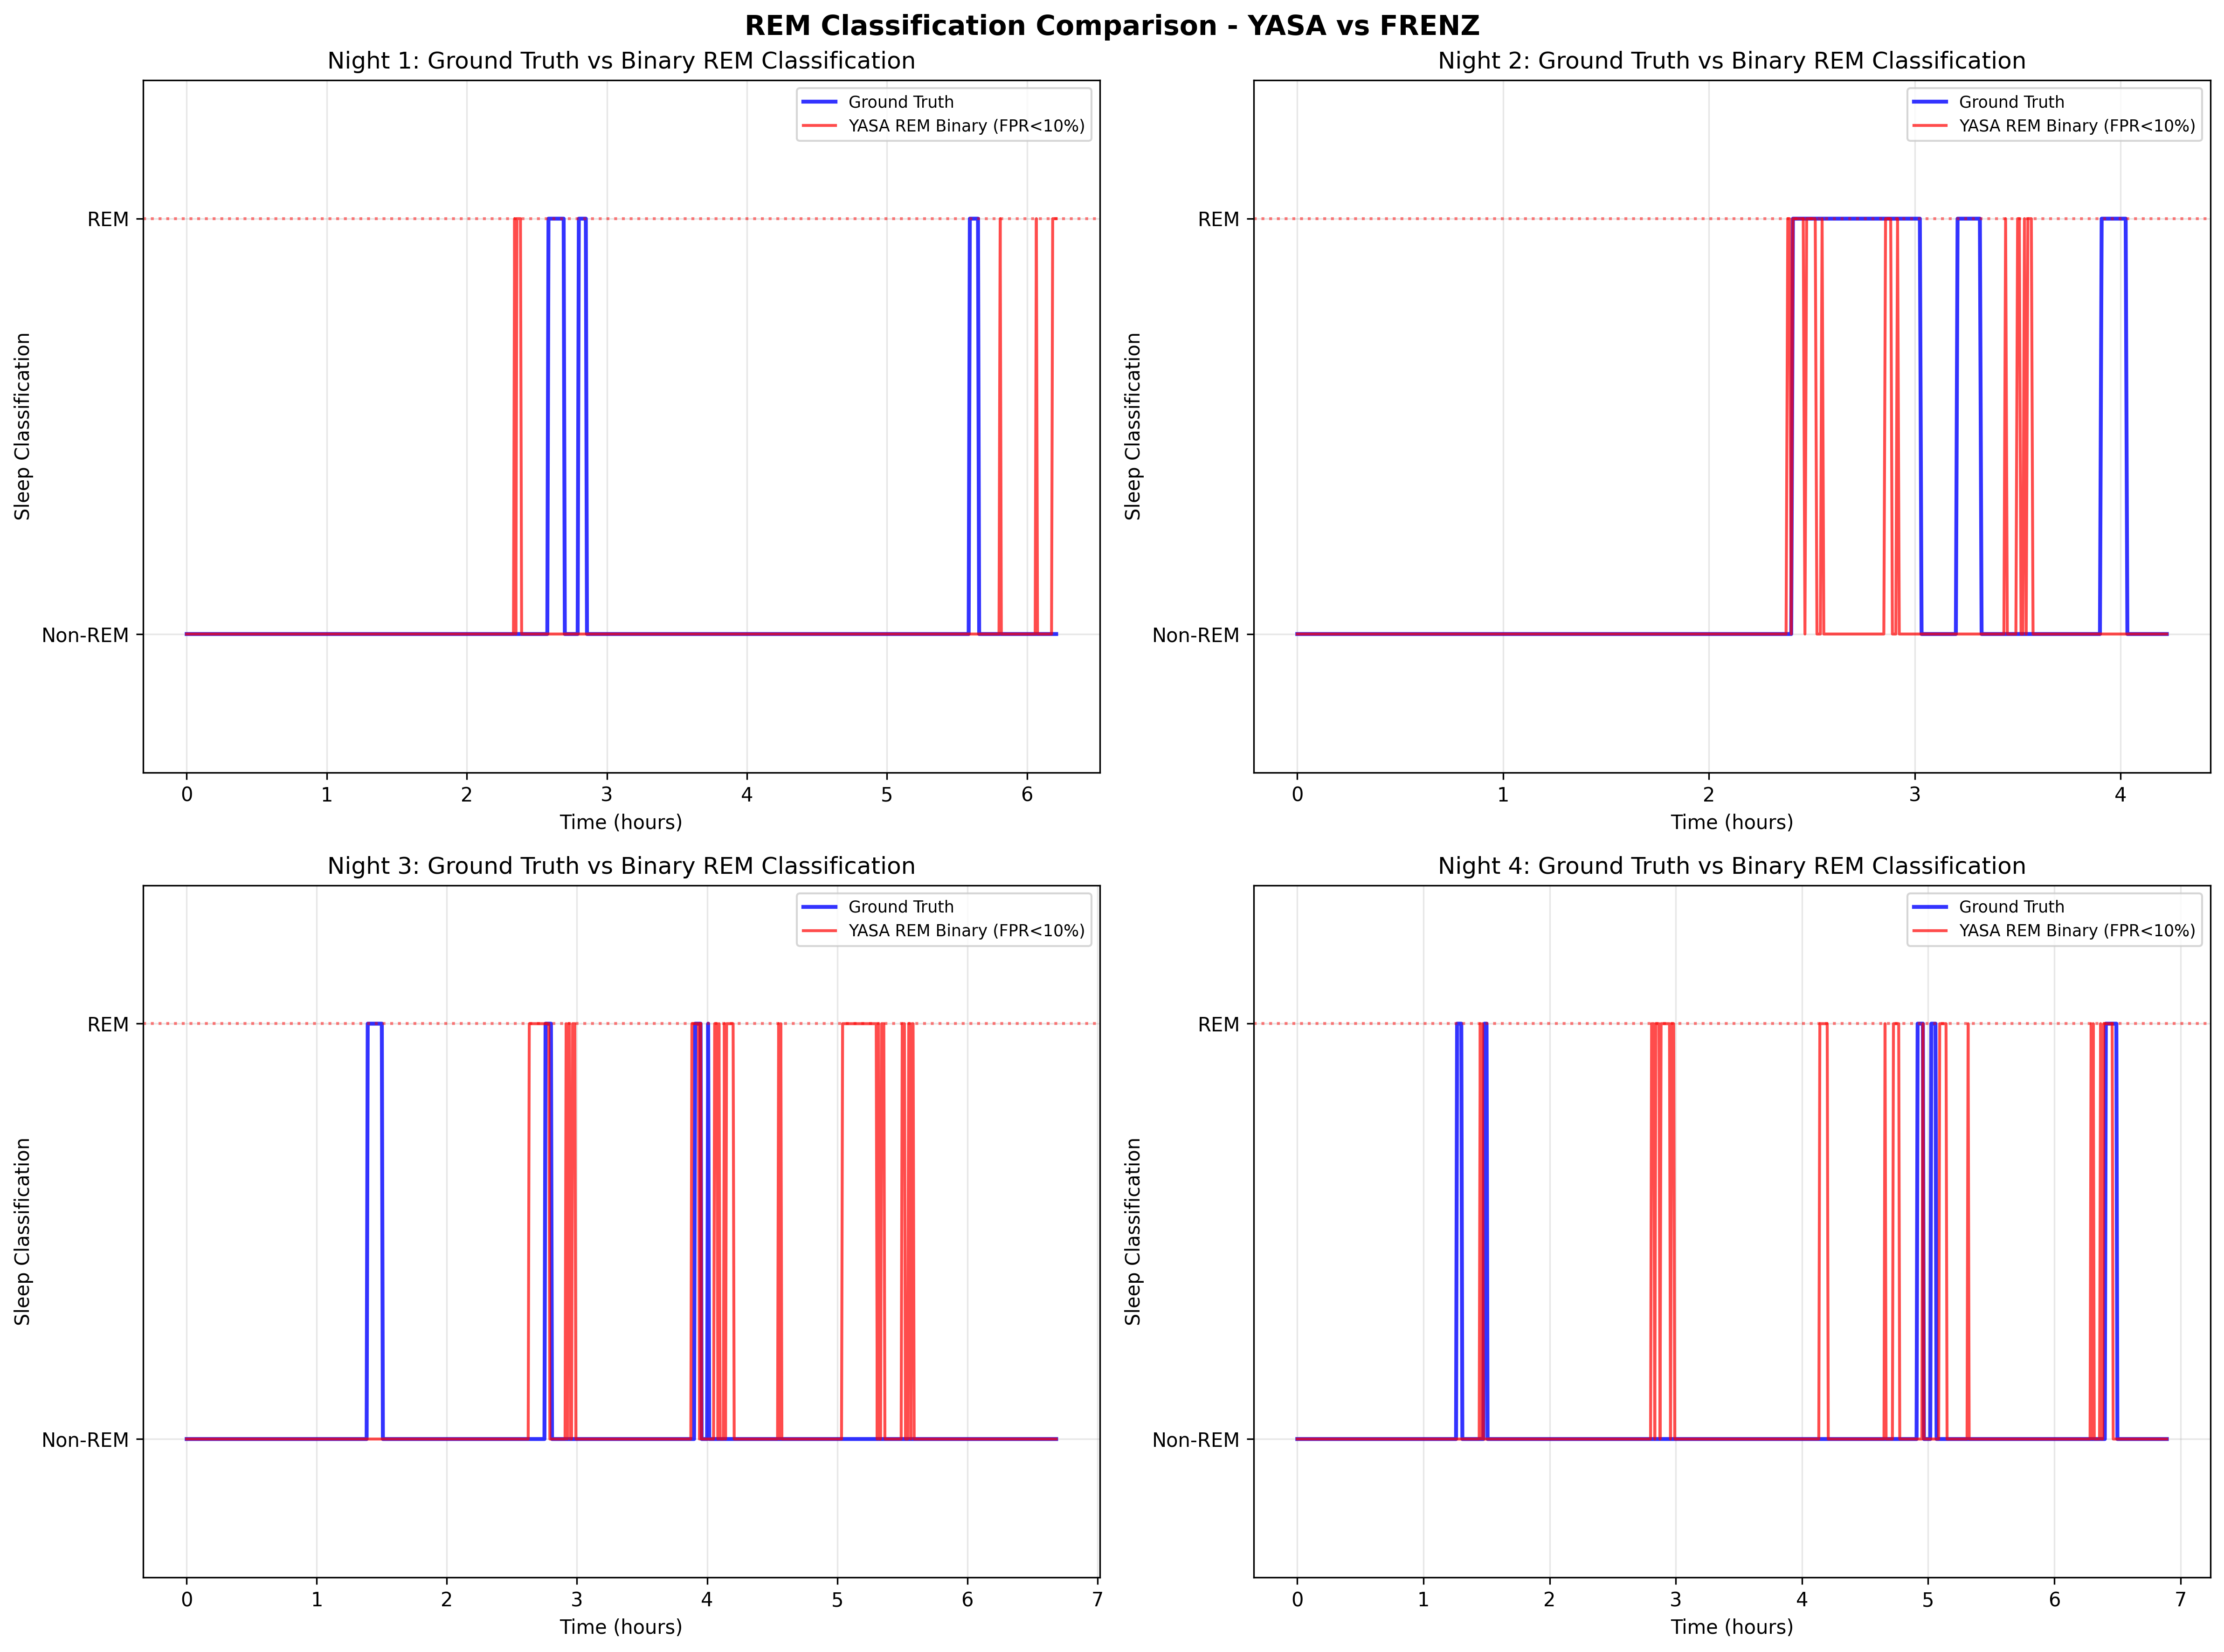 REM Classification Comparison - YASA vs FRENZ
Night 1: Ground Truth vs Binary REM Classification
Ground Truth
YASA REM Binary (FPR<10%)
REM
Non-REM
Sleep Classification
0 1 2 3 4 5 6
Time (hours)
Night 2: Ground Truth vs Binary REM Classification
Ground Truth
YASA REM Binary (FPR<10%)
REM
Non-REM
Sleep Classification
0 1 2 3 4
Time (hours)
Night 3: Ground Truth vs Binary REM Classification
Ground Truth
YASA REM Binary (FPR<10%)
REM
Non-REM
Sleep Classification
0 1 2 3 4 5 6 7
Time (hours)
Night 4: Ground Truth vs Binary REM Classification
Ground Truth
YASA REM Binary (FPR<10%)
REM
Non-REM
Sleep Classification
0 1 2 3 4 5 6 7
Time (hours)